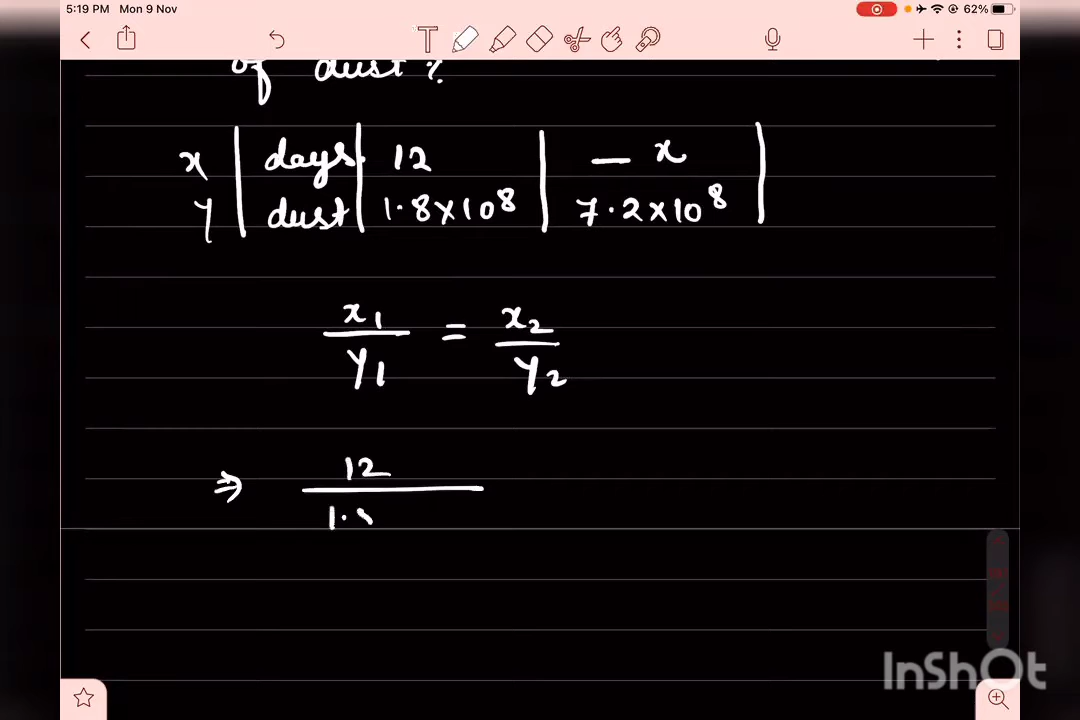 5:19 PM Mon 9 Nov 62%
of dust?
x | days | 12 | — x |
y | dust | 1.8×10⁸ | 7.2×10⁸ |
x₁/y₁ = x₂/y₂
⇒ 12
1.
InShOt